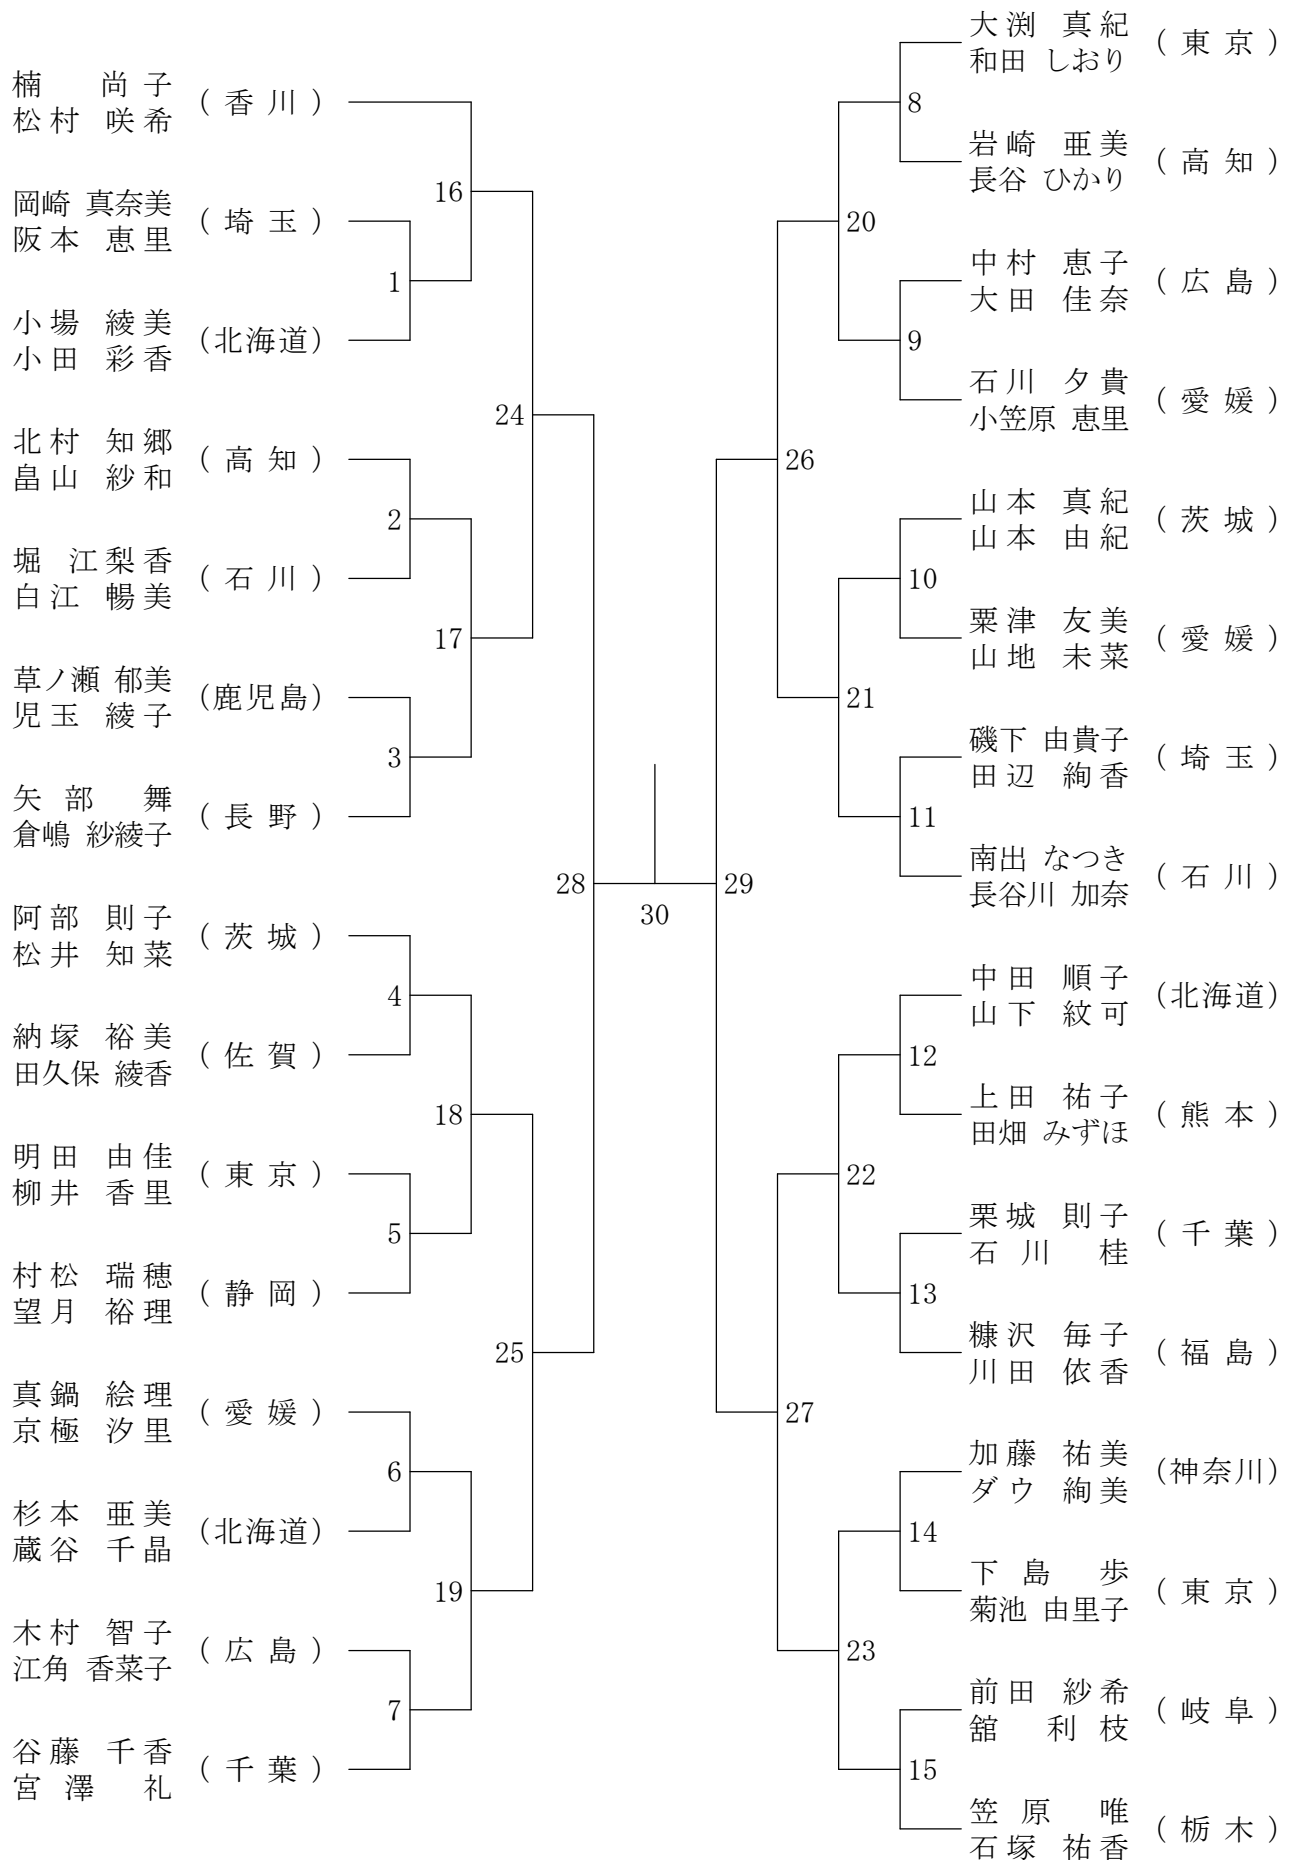 楠 尚子
松村 咲希
(香川)
岡崎 真奈美
阪本 恵里
(埼玉)
小場 綾美
小田 彩香
(北海道)
北村 知郷
畠山 紗和
(高知)
堀 江梨香
白江 暢美
(石川)
草ノ瀬 郁美
児玉 綾子
(鹿児島)
矢部 舞
倉嶋 紗綾子
(長野)
阿部 則子
松井 知菜
(茨城)
納塚 裕美
田久保 綾香
(佐賀)
明田 由佳
柳井 香里
(東京)
村松 瑞穂
望月 裕理
(静岡)
真鍋 絵理
京極 汐里
(愛媛)
杉本 亜美
蔵谷 千晶
(北海道)
木村 智子
江角 香菜子
(広島)
谷藤 千香
宮澤 礼
(千葉)
1
2
3
4
5
6
7
16
17
18
19
24
25
28
30
29
26
27
20
21
22
23
8
9
10
11
12
13
14
15
大渕 真紀
和田 しおり
(東京)
岩崎 亜美
長谷 ひかり
(高知)
中村 恵子
大田 佳奈
(広島)
石川 夕貴
小笠原 恵里
(愛媛)
山本 真紀
山本 由紀
(茨城)
粟津 友美
山地 未菜
(愛媛)
磯下 由貴子
田辺 絢香
(埼玉)
南出 なつき
長谷川 加奈
(石川)
中田 順子
山下 紋可
(北海道)
上田 祐子
田畑 みずほ
(熊本)
栗城 則子
石川 桂
(千葉)
糠沢 毎子
川田 依香
(福島)
加藤 祐美
ダウ 絢美
(神奈川)
下島 歩
菊池 由里子
(東京)
前田 紗希
舘 利枝
(岐阜)
笠原 唯
石塚 祐香
(栃木)